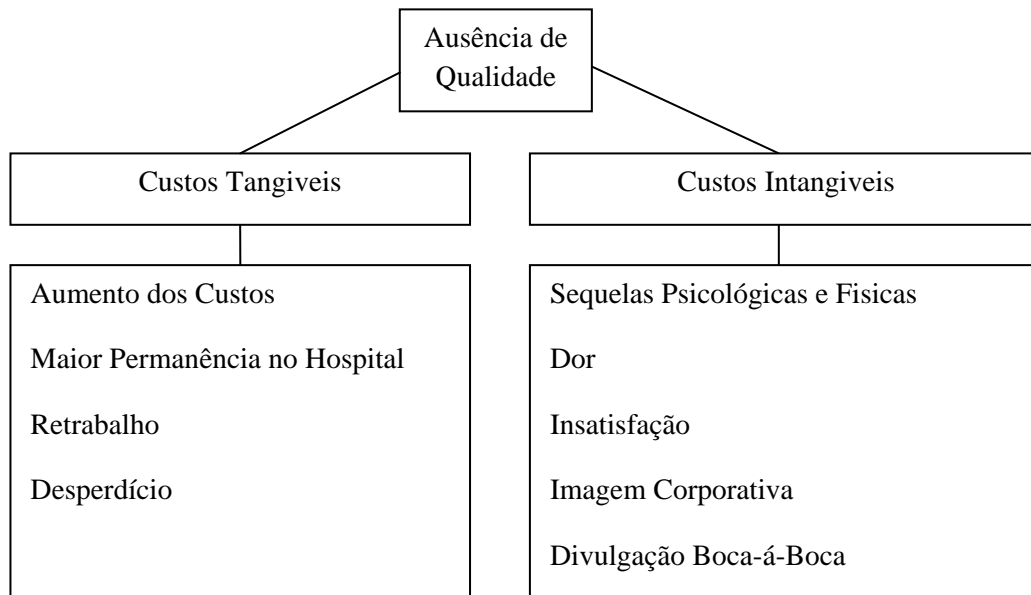 Ausência de
Qualidade
Custos Tangiveis
Custos Intangiveis
Aumento dos Custos
Maior Permanência no Hospital
Retrabalho
Desperdício
Sequelas Psicológicas e Fisicas
Dor
Insatisfação
Imagem Corporativa
Divulgação Boca-á-Boca